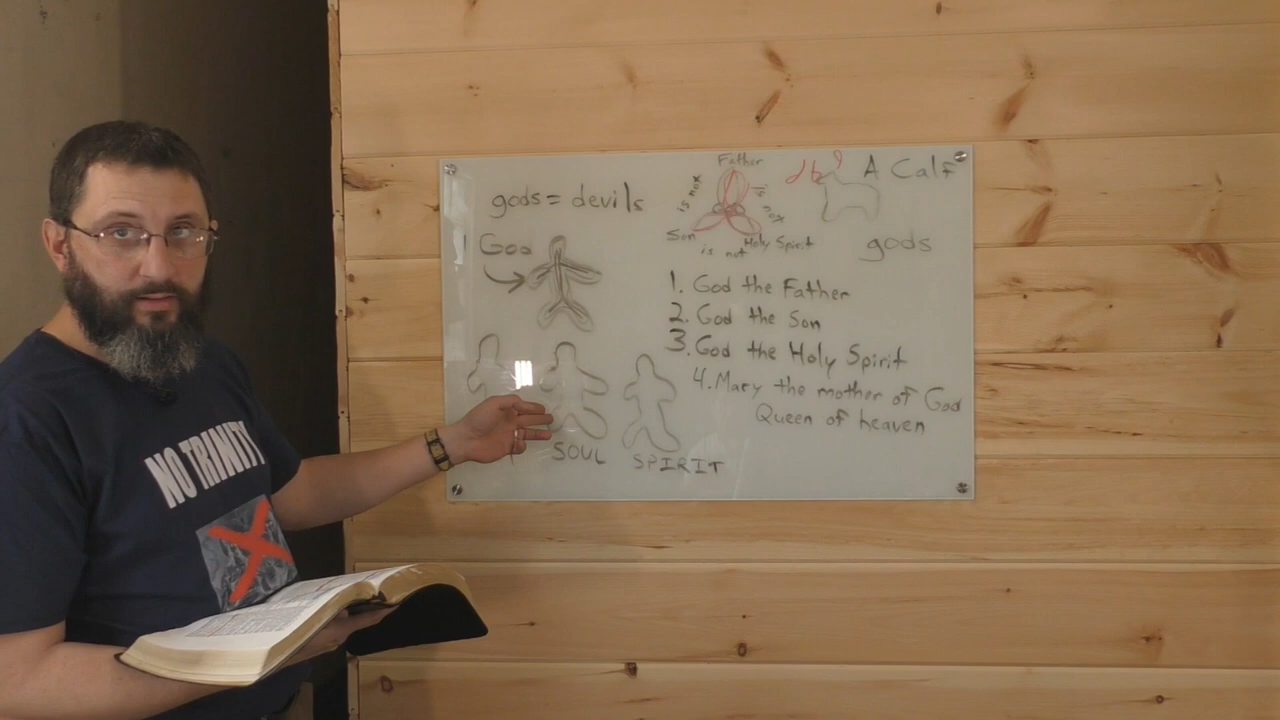 NO TRINITY
gods = devils
God
SOUL
SPIRIT
Father
is not
is not
Son
Holy Spirit
is not
A Calf
gods
1. God the Father
2. God the Son
3. God the Holy Spirit
4. Mary the mother of God
Queen of heaven